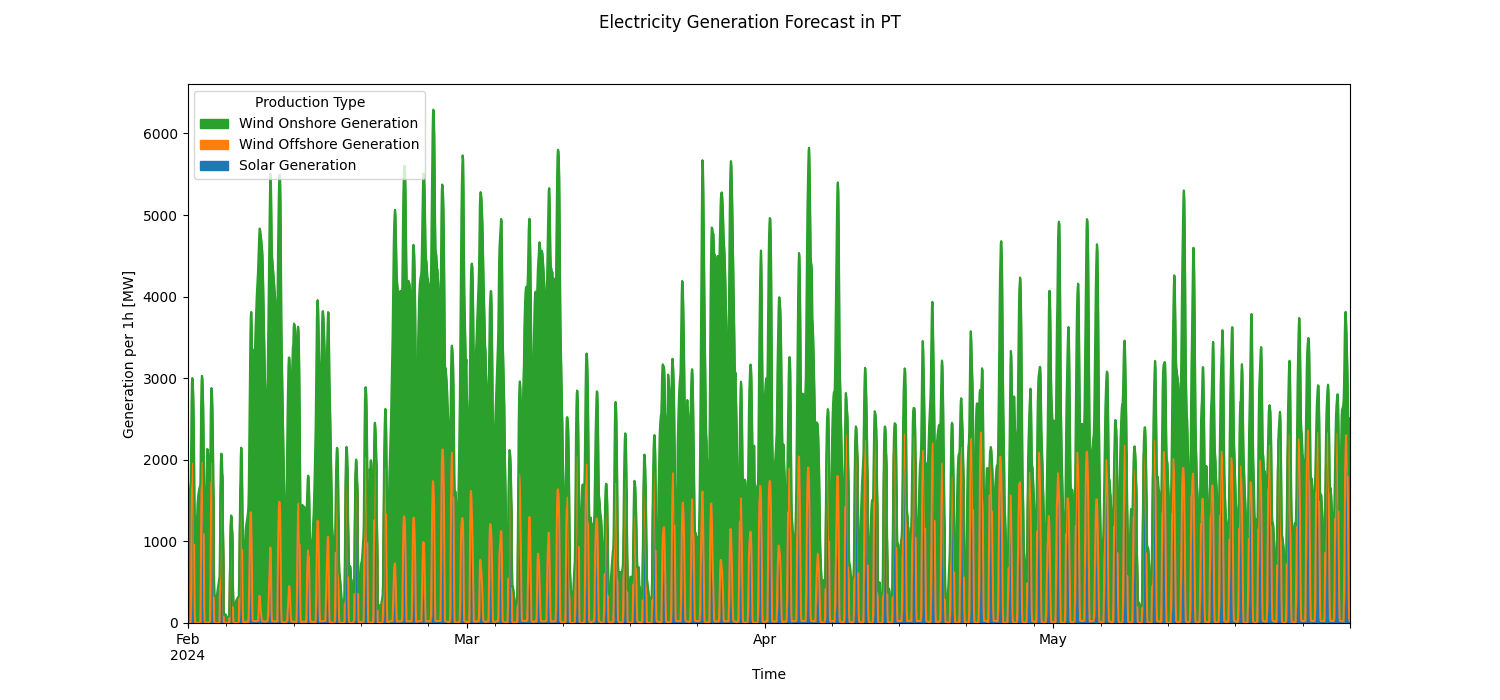 Electricity Generation Forecast in PT
Production Type
Wind Onshore Generation
Wind Offshore Generation
Solar Generation
6000
5000
4000
3000
2000
1000
0
Generation per 1h [MW]
Feb
2024
Mar
Apr
May
Time